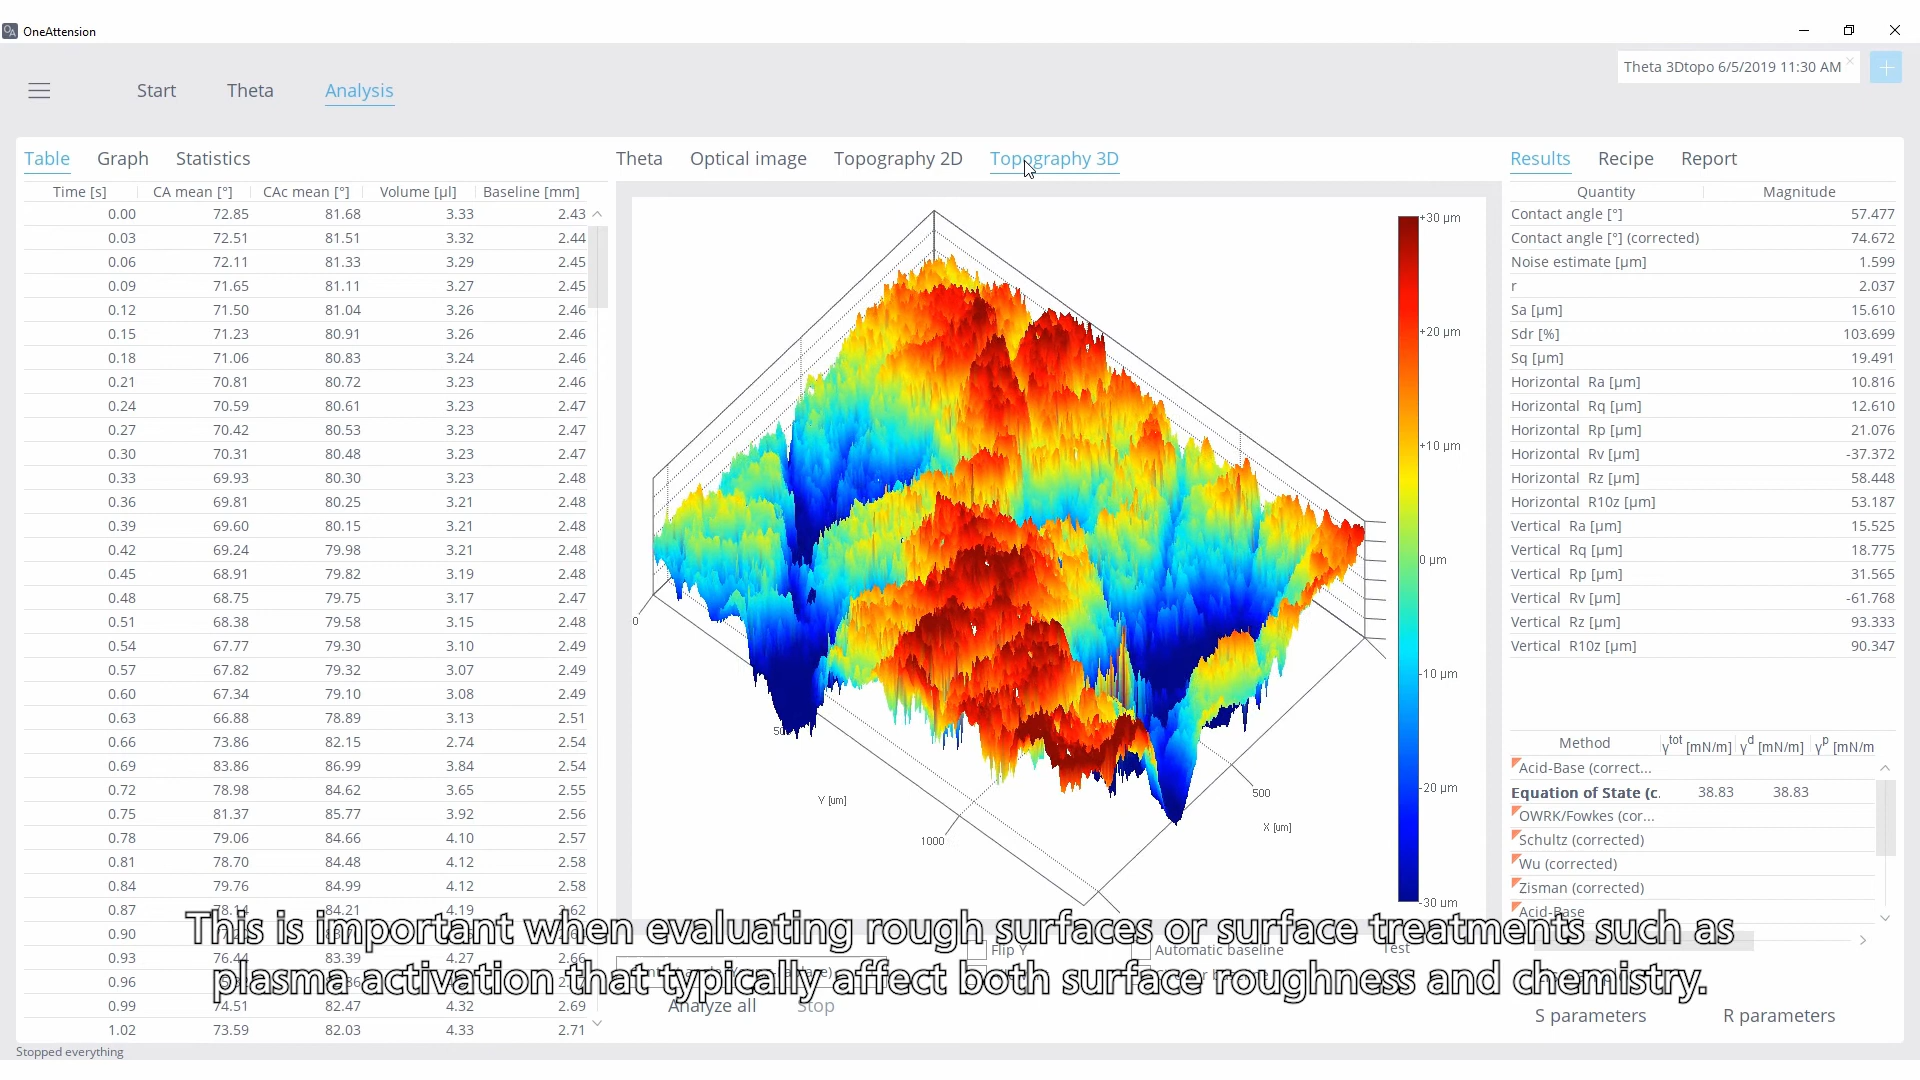 OneAttension
Theta 3Dtopo 6/5/2019 11:30 AM
Start Theta Analysis
Table Graph Statistics
Time [s] CA mean [°] CAc mean [°] Volume [µl] Baseline [mm]
0.00 72.85 81.68 3.33 2.43
0.03 72.51 81.51 3.32 2.44
0.06 72.11 81.33 3.29 2.45
0.09 71.65 81.11 3.27 2.45
0.12 71.50 81.04 3.26 2.46
0.15 71.23 80.91 3.26 2.46
0.18 71.06 80.83 3.24 2.46
0.21 70.81 80.72 3.23 2.46
0.24 70.59 80.61 3.23 2.47
0.27 70.42 80.53 3.23 2.47
0.30 70.31 80.48 3.23 2.47
0.33 69.93 80.30 3.23 2.48
0.36 69.81 80.25 3.21 2.48
0.39 69.60 80.15 3.21 2.48
0.42 69.24 79.98 3.21 2.48
0.45 68.91 79.82 3.19 2.48
0.48 68.75 79.75 3.17 2.47
0.51 68.38 79.58 3.15 2.48
0.54 67.77 79.30 3.10 2.49
0.57 67.82 79.32 3.07 2.49
0.60 67.34 79.10 3.08 2.49
0.63 66.88 78.89 3.13 2.51
0.66 73.86 82.15 2.74 2.54
0.69 83.86 86.99 3.84 2.54
0.72 78.98 84.62 3.65 2.55
0.75 81.37 85.77 3.92 2.56
0.78 79.06 84.66 4.10 2.57
0.81 78.70 84.48 4.12 2.58
0.84 79.76 84.99 4.12 2.58
0.87 78.14 84.21 4.19 2.62
0.90
0.93 76.44 83.39 4.27 2.66
0.96
0.99 74.51 82.47 4.32 2.69
1.02 73.59 82.03 4.33 2.71
Stopped everything
Theta Optical image Topography 2D Topography 3D
+30 µm
+20 µm
+10 µm
0 µm
-10 µm
-20 µm
-30 µm
0
1000
500
Y [um]
X [um]
Flip Y Automatic baseline Test
Analyze all Stop
Results Recipe Report
Quantity Magnitude
Contact angle [°] 57.477
Contact angle [°] (corrected) 74.672
Noise estimate [µm] 1.599
r 2.037
Sa [µm] 15.610
Sdr [%] 103.699
Sq [µm] 19.491
Horizontal Ra [µm] 10.816
Horizontal Rq [µm] 12.610
Horizontal Rp [µm] 21.076
Horizontal Rv [µm] -37.372
Horizontal Rz [µm] 58.448
Horizontal R10z [µm] 53.187
Vertical Ra [µm] 15.525
Vertical Rq [µm] 18.775
Vertical Rp [µm] 31.565
Vertical Rv [µm] -61.768
Vertical Rz [µm] 93.333
Vertical R10z [µm] 90.347
Method γtot [mN/m] γd [mN/m] γp [mN/m
Acid-Base (correct...
Equation of State (c. 38.83 38.83
OWRK/Fowkes (cor...
Schultz (corrected)
Wu (corrected)
Zisman (corrected)
Acid-Base
S parameters R parameters
This is important when evaluating rough surfaces or surface treatments such as
plasma activation that typically affect both surface roughness and chemistry.